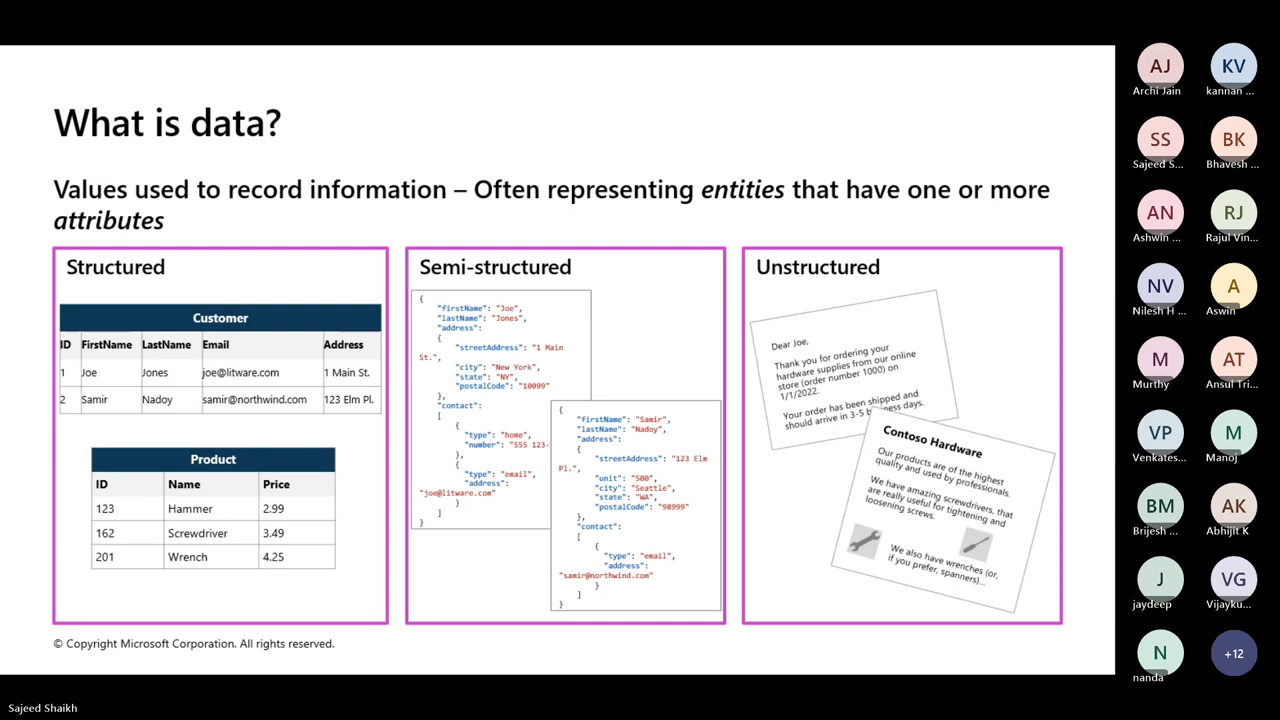 What is data?
Values used to record information – Often representing entities that have one or more
attributes
Structured
Customer
ID FirstName LastName Email Address
1 Joe Jones joe@litware.com 1 Main St.
2 Samir Nadoy samir@northwind.com 123 Elm Pl.
Product
ID Name Price
123 Hammer 2.99
162 Screwdriver 3.49
201 Wrench 4.25
Semi-structured
{
"firstName": "Joe",
"lastName": "Jones",
"address":
{
"streetAddress": "1 Main
St.",
"city": "New York",
"state": "NY",
"postalCode": "10099"
},
"contact":
[
{
"type": "home",
"number": "555 123-
},
{
"type": "email",
"address":
"joe@litware.com"
}
]
}
{
"firstName": "Samir",
"lastName": "Nadoy",
"address":
{
"streetAddress": "123 Elm
Pl.",
"unit": "500",
"city": "Seattle",
"state": "WA",
"postalCode": "98999"
},
"contact":
[
{
"type": "email",
"address":
"samir@northwind.com"
}
]
}
Unstructured
Dear Joe,
Thank you for ordering your
hardware supplies from our online
store (order number 1000) on
1/1/2022.
Your order has been shipped and
should arrive in 3-5 days.
Contoso Hardware
Our products are of the highest
quality and used by professionals.
We have amazing screwdrivers, that
are really useful for tightening and
loosening screws.
We also have wrenches (or,
if you prefer, spanners)...
© Copyright Microsoft Corporation. All rights reserved.
AJ
Archi Jain
KV
kannan ...
SS
Sajeed S...
BK
Bhavesh ...
AN
Ashwin ...
RJ
Rajul Vin...
NV
Nilesh H ...
A
Aswin
M
Murthy
AT
Ansul Tri...
VP
Venkates...
M
Manoj
BM
Brijesh ...
AK
Abhijit K
J
jaydeep
VG
Vijayku...
N
nanda
+12
Sajeed Shaikh